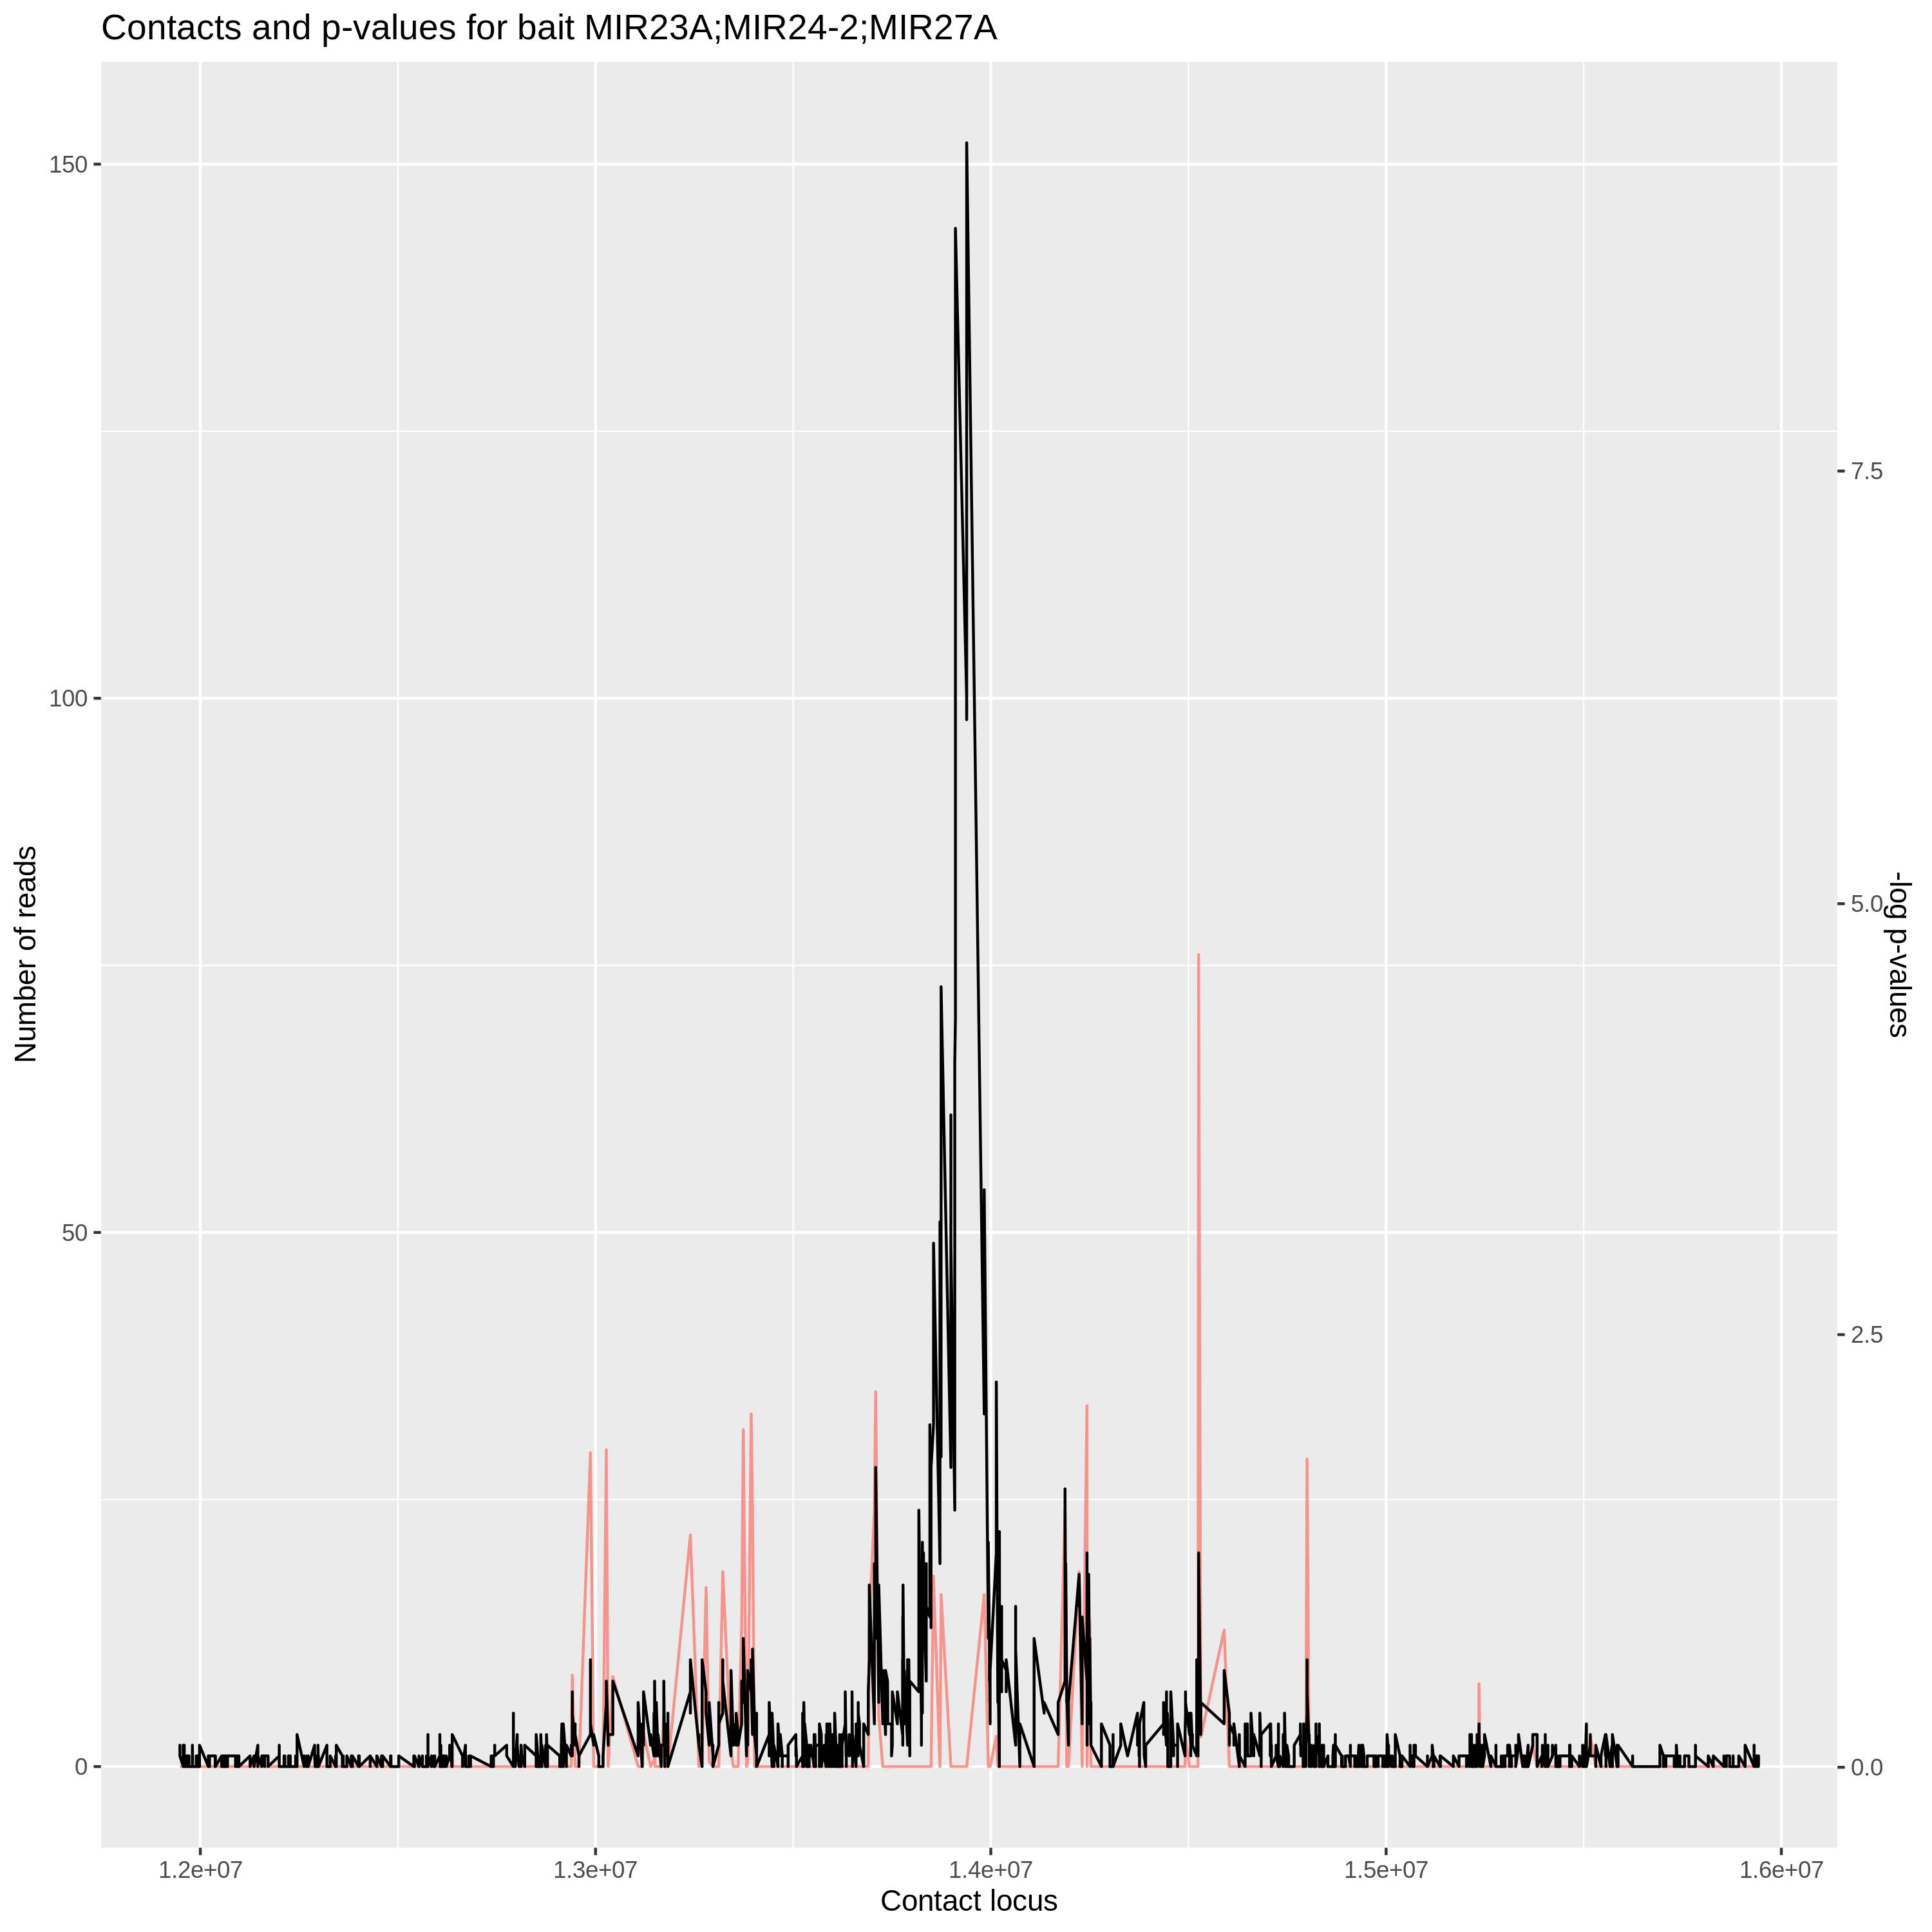 Contacts and p-values for bait MIR23A;MIR24-2;MIR27A
150
100
50
0
Number of reads
7.5
5.0
2.5
0.0
-log p-values
1.2e+07
1.3e+07
1.4e+07
1.5e+07
1.6e+07
Contact locus